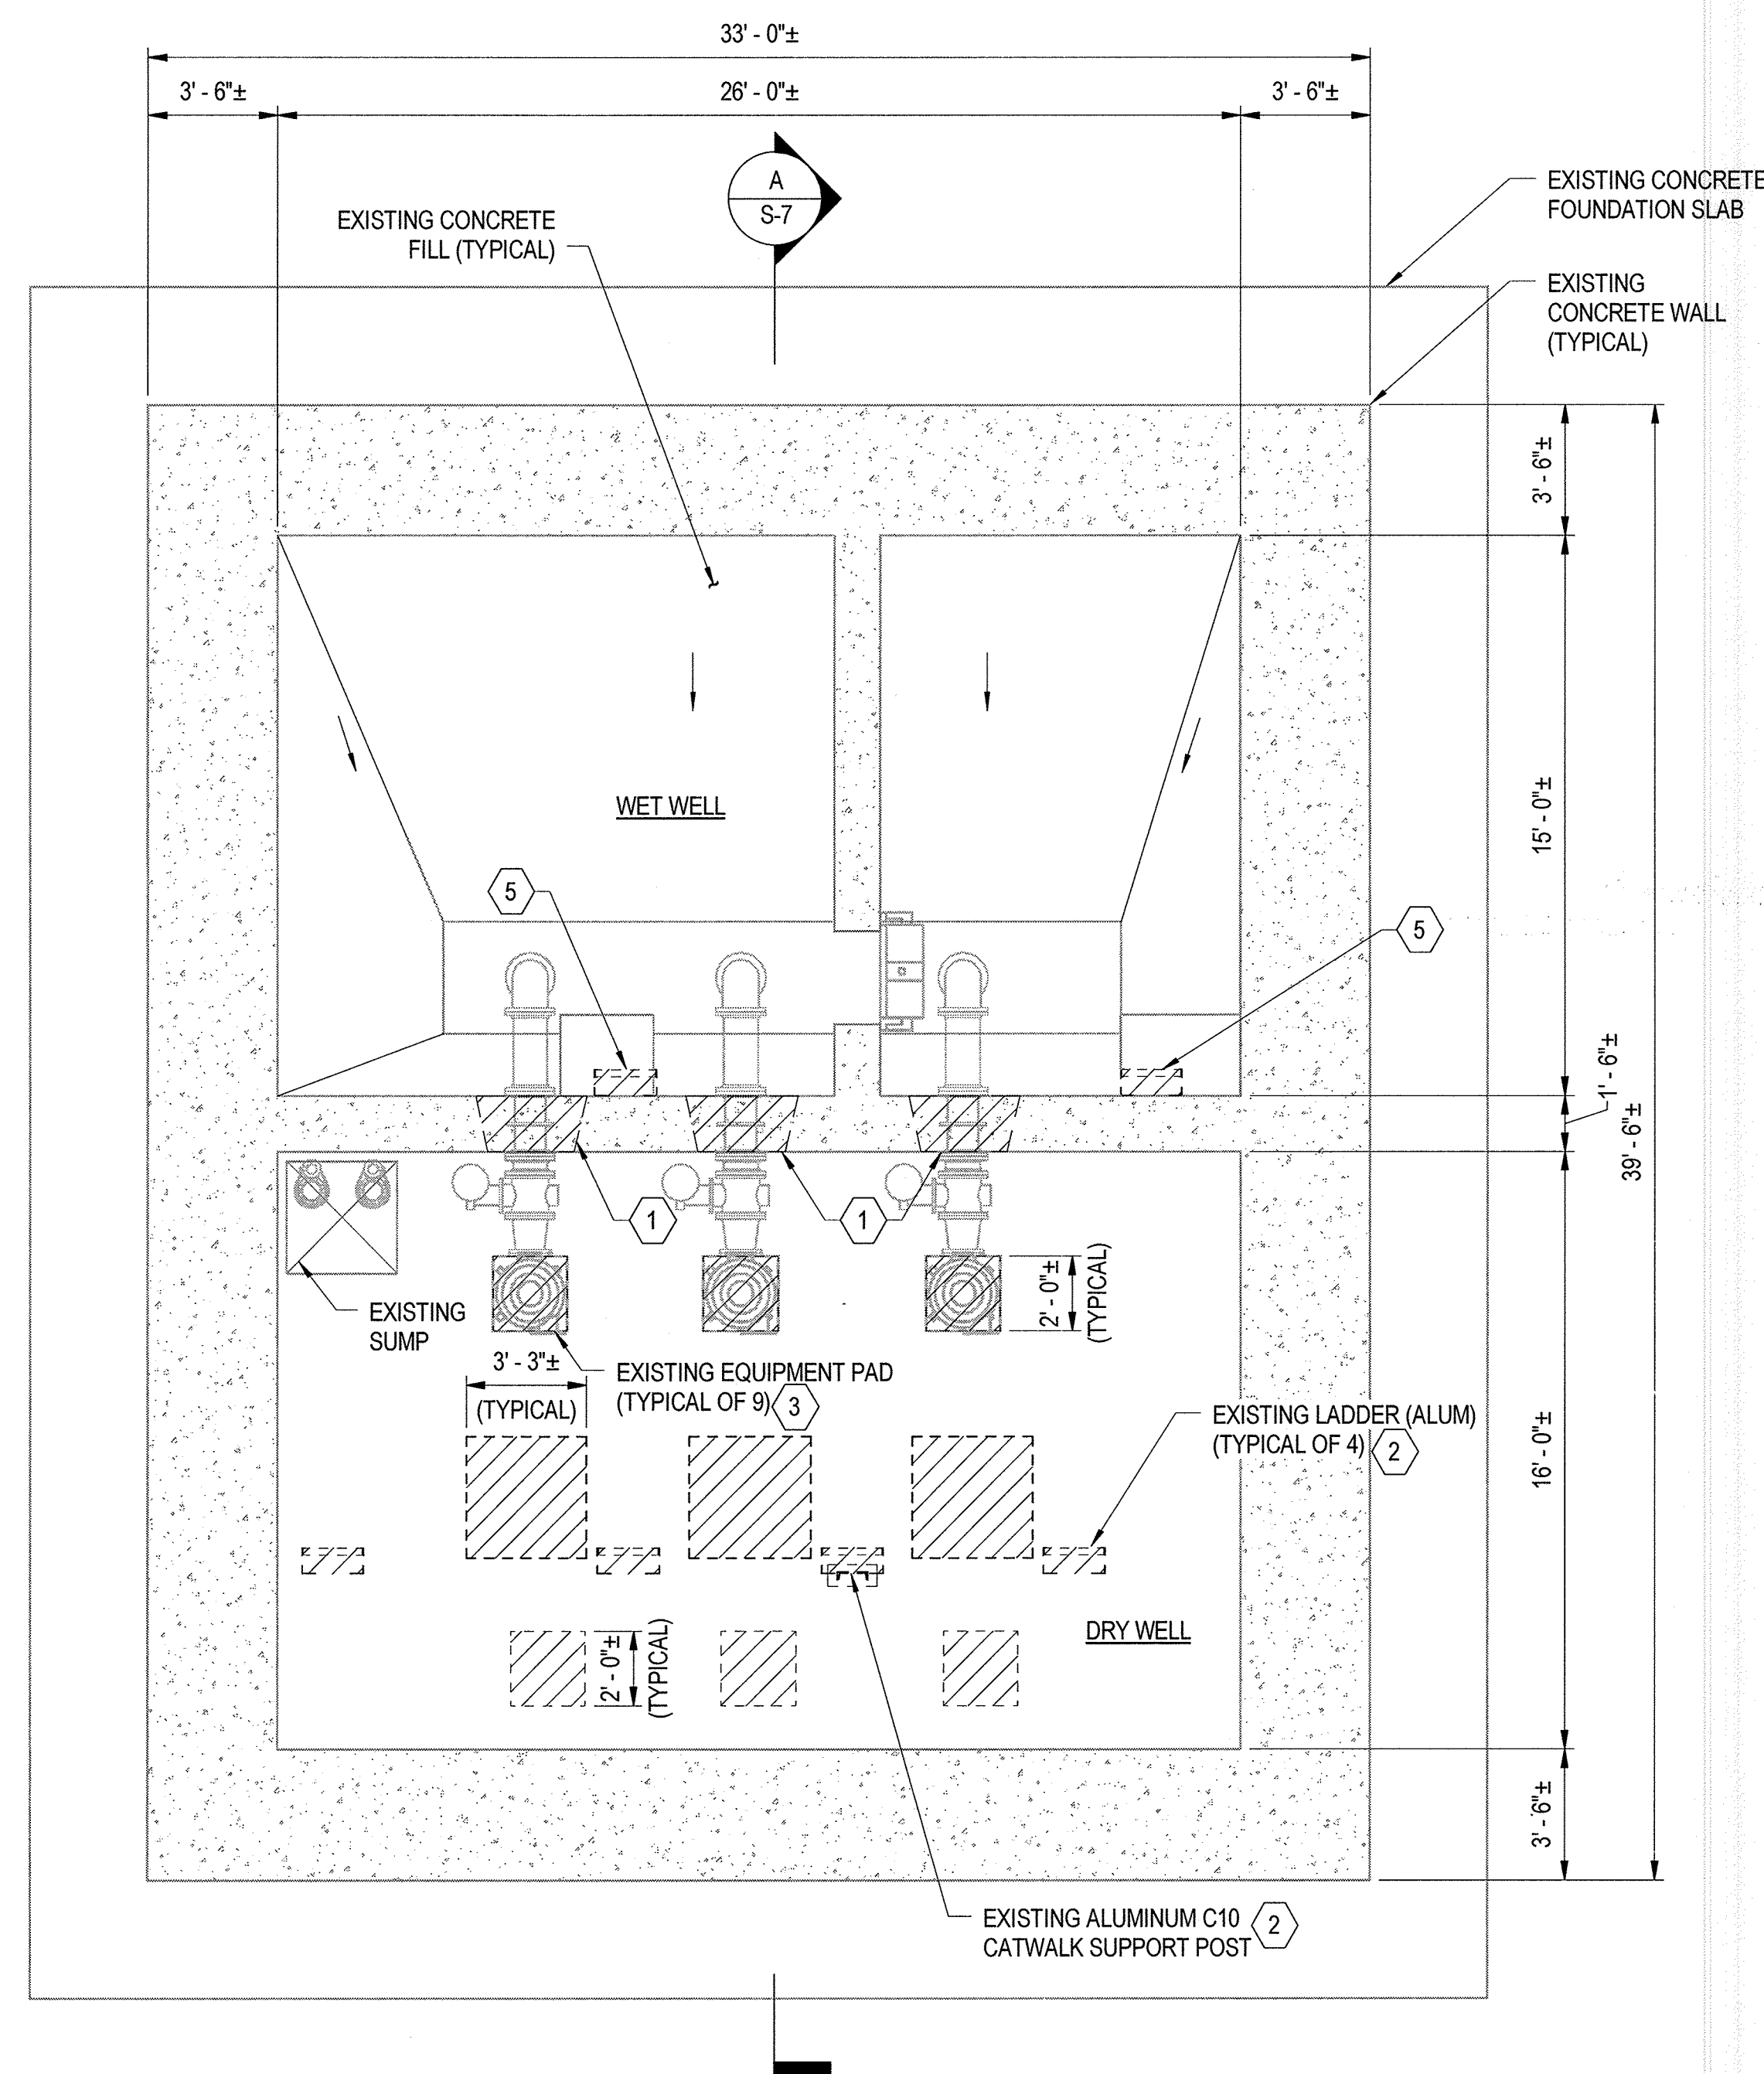 33' - 0"±
3' - 6"±
26' - 0"±
3' - 6"±
A
S-7
EXISTING CONCRETE
FOUNDATION SLAB
EXISTING CONCRETE
FILL (TYPICAL)
EXISTING
CONCRETE WALL
(TYPICAL)
3' - 6"±
15' - 0"±
WET WELL
5
5
1' - 6"±
39' - 6"±
1
1
EXISTING
SUMP
2' - 0"±
(TYPICAL)
3' - 3"±
(TYPICAL)
EXISTING EQUIPMENT PAD
(TYPICAL OF 9)
3
EXISTING LADDER (ALUM)
(TYPICAL OF 4)
2
16' - 0"±
2' - 0"±
(TYPICAL)
DRY WELL
3' - 6"±
EXISTING ALUMINUM C10
CATWALK SUPPORT POST
2